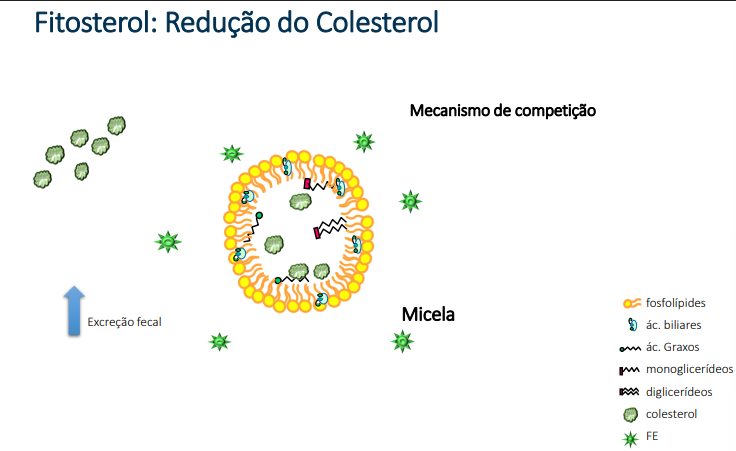 Fitosterol: Redução do Colesterol
Mecanismo de competição
Micela
Excreção fecal
fosfolípides
ác. biliares
ác. Graxos
monoglicerídeos
diglicerídeos
colesterol
FE